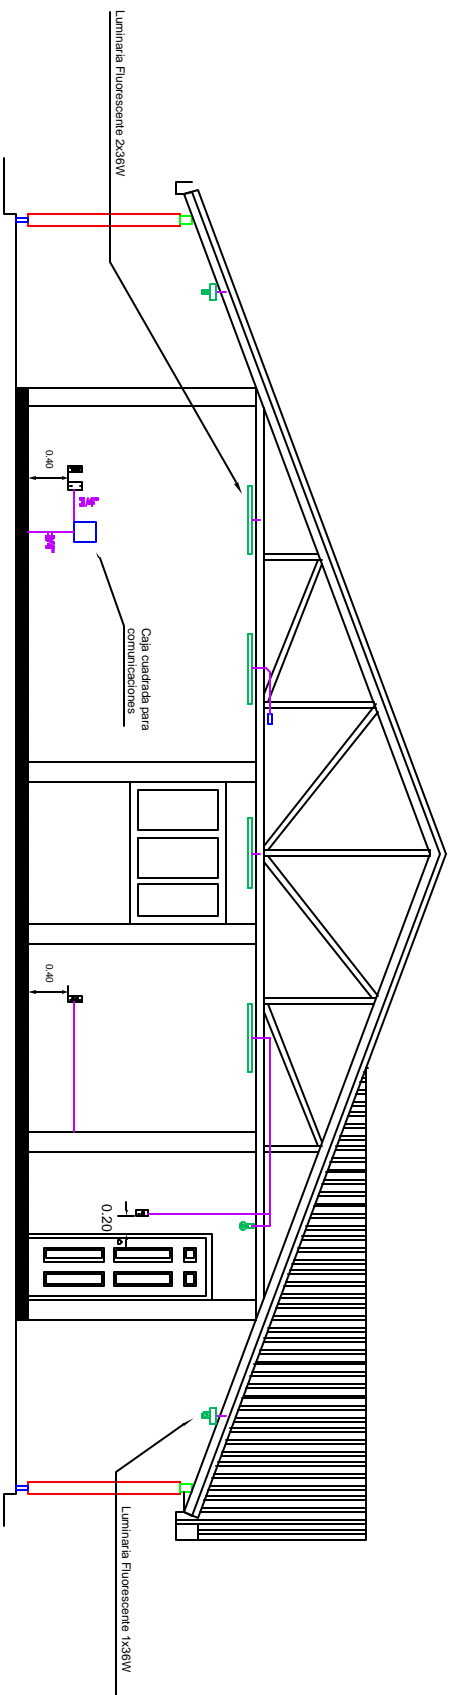 Luminaria Fluorescente 2x36W
0.40
Caja cuadrada para
comunicaciones
0.40
0.20
Luminaria Fluorescente 1x36W